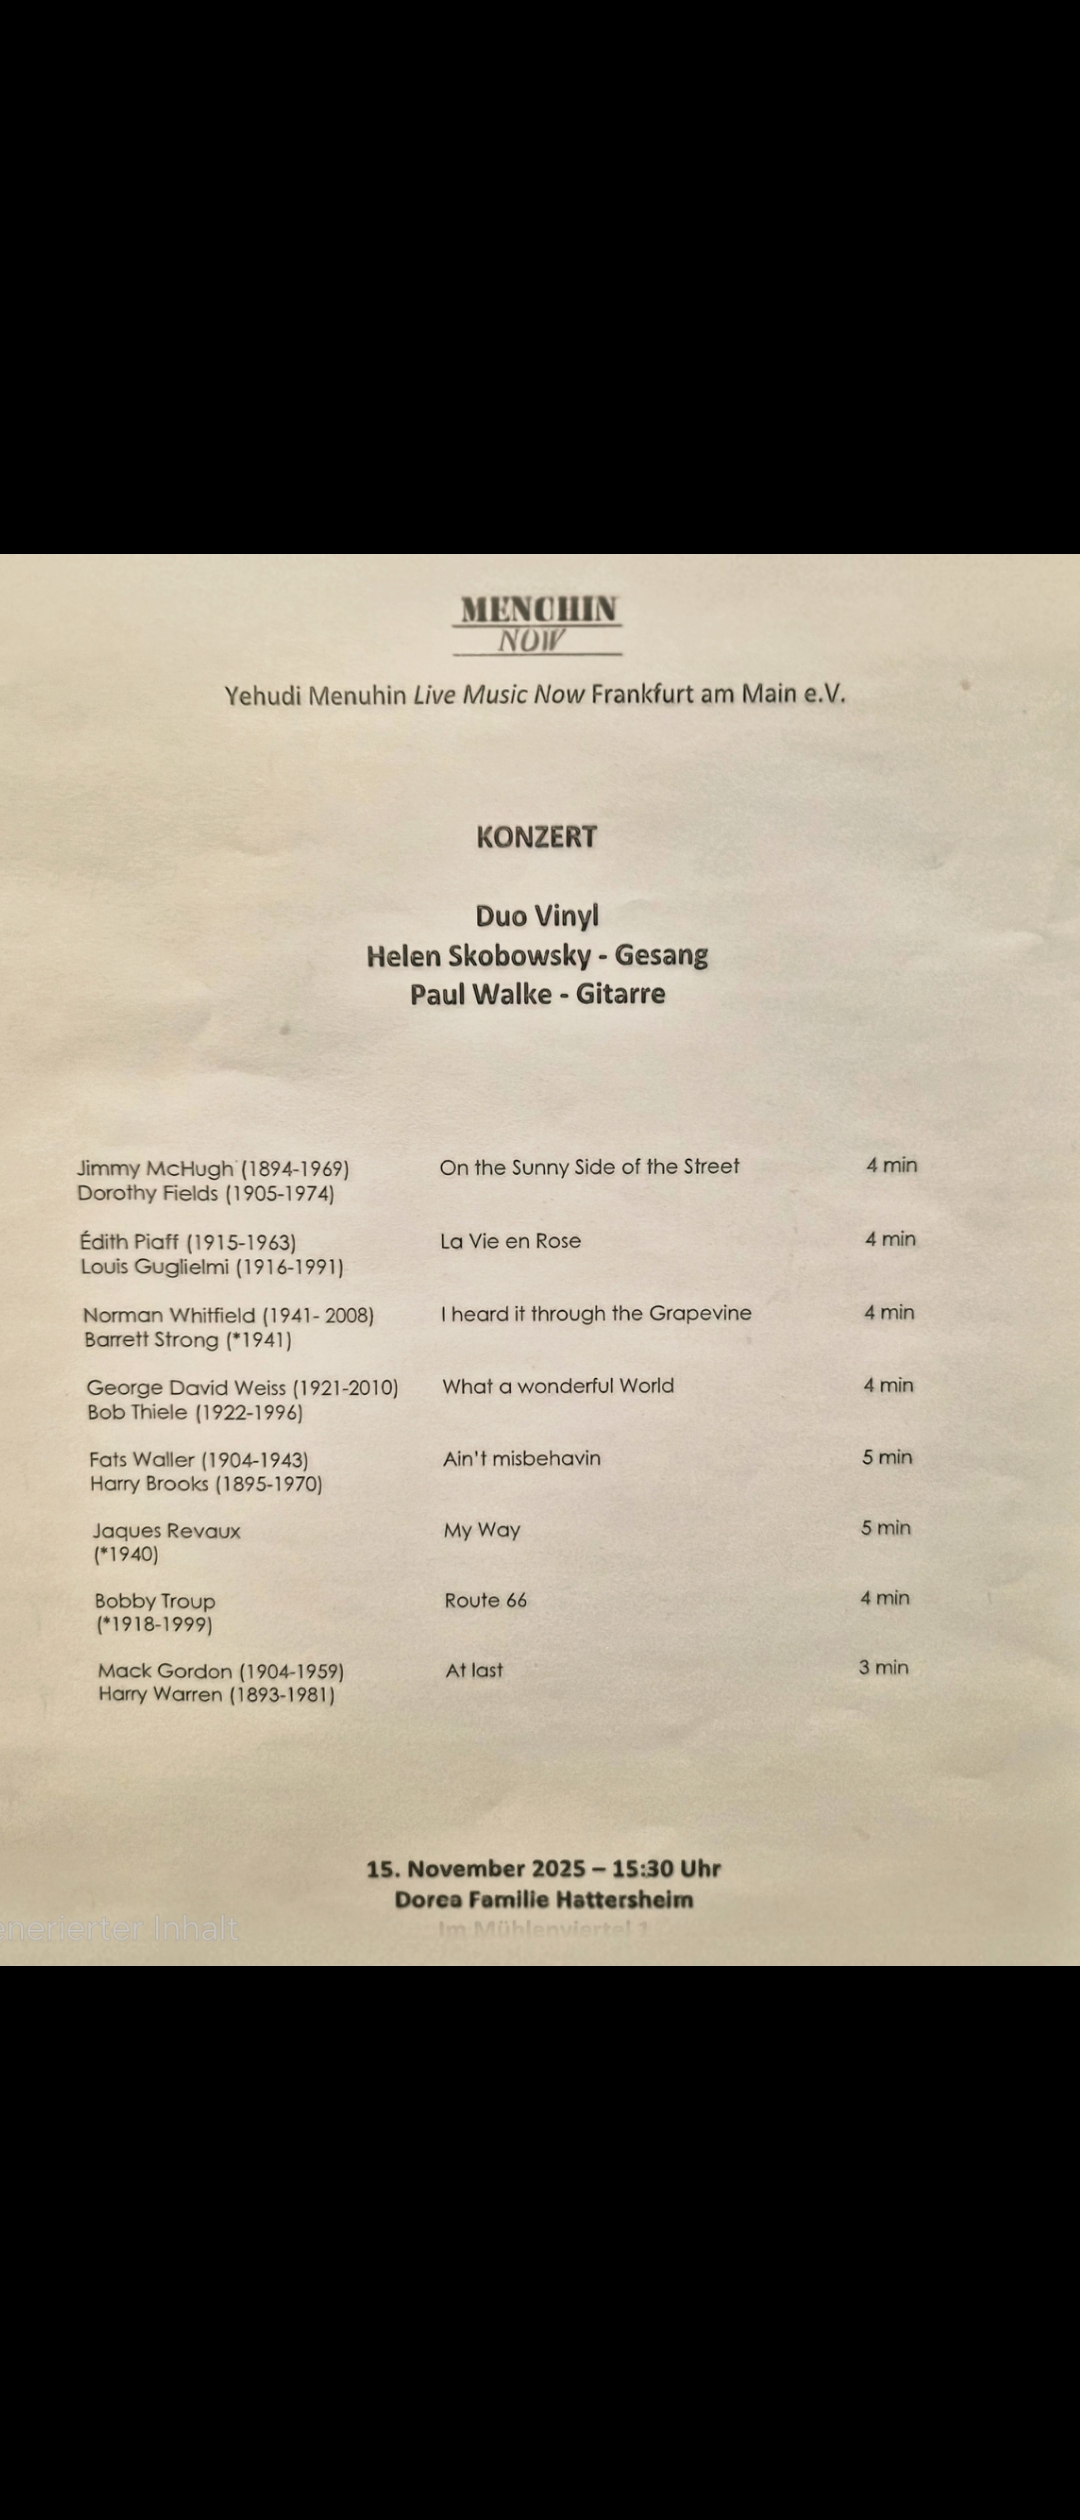 MENCHIN
NOW
Yehudi Menuhin Live Music Now Frankfurt am Main e.V.
KONZERT
Duo Vinyl
Helen Skobowsky - Gesang
Paul Walke - Gitarre
Jimmy McHugh (1894-1969) On the Sunny Side of the Street 4 min
Dorothy Fields (1905-1974)
Édith Piaff (1915-1963) La Vie en Rose 4 min
Louis Guglielmi (1916-1991)
Norman Whitfield (1941- 2008) I heard it through the Grapevine 4 min
Barrett Strong (*1941)
George David Weiss (1921-2010) What a wonderful World 4 min
Bob Thiele (1922-1996)
Fats Waller (1904-1943) Ain't misbehavin 5 min
Harry Brooks (1895-1970)
Jaques Revaux My Way 5 min
(*1940)
Bobby Troup Route 66 4 min
(*1918-1999)
Mack Gordon (1904-1959) At last 3 min
Harry Warren (1893-1981)
15. November 2025 – 15:30 Uhr
Dorea Familie Hattersheim
Im Mühlenviertel 1
enerierter Inhalt